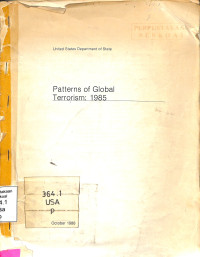 United States Department of State
Patterns of Global
Terrorism: 1985
364.1
USA
p
October 1986